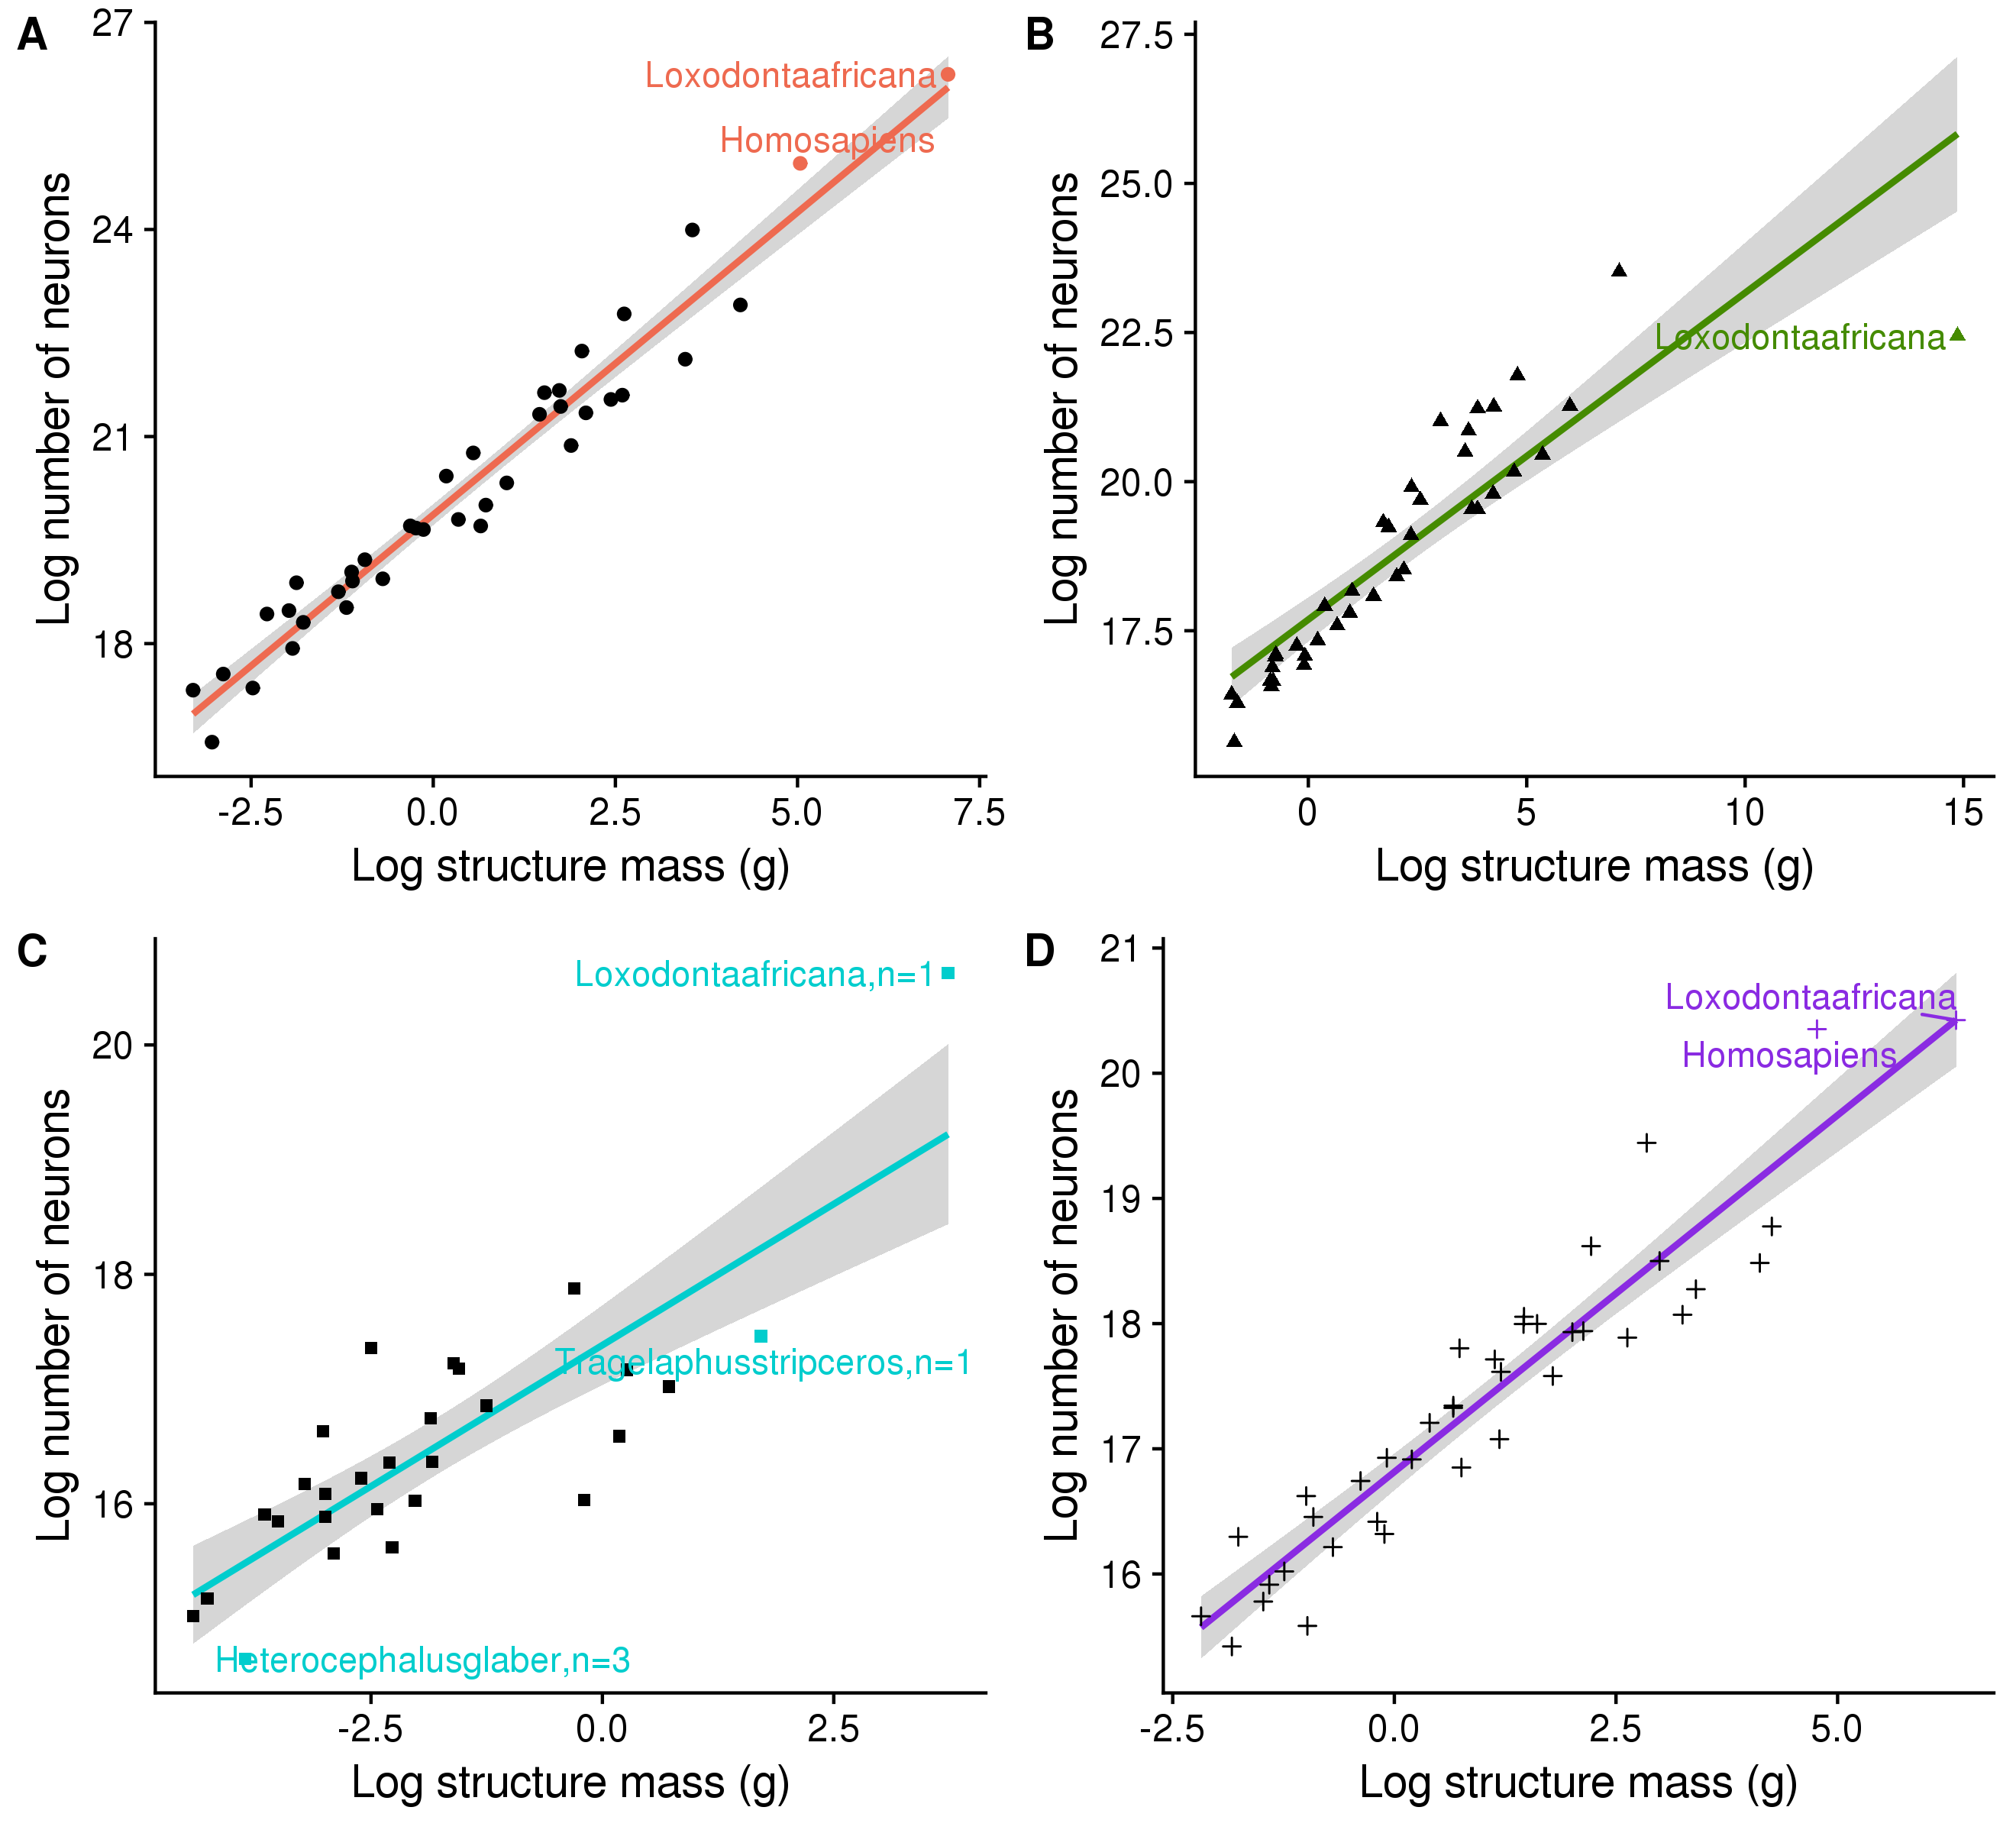 A
27
24
21
18
Log number of neurons
Loxodontaafricana
Homosapiens
-2.5 0.0 2.5 5.0 7.5
Log structure mass (g)
B
27.5
25.0
22.5
20.0
17.5
Log number of neurons
Loxodontaafricana
0 5 10 15
Log structure mass (g)
C
20
18
16
Log number of neurons
Loxodontaafricana,n=1
Tragelaphusstripceros,n=1
Heterocephalusglaber,n=3
-2.5 0.0 2.5
Log structure mass (g)
D
21
20
19
18
17
16
Log number of neurons
Loxodontaafricana
Homosapiens
-2.5 0.0 2.5 5.0
Log structure mass (g)